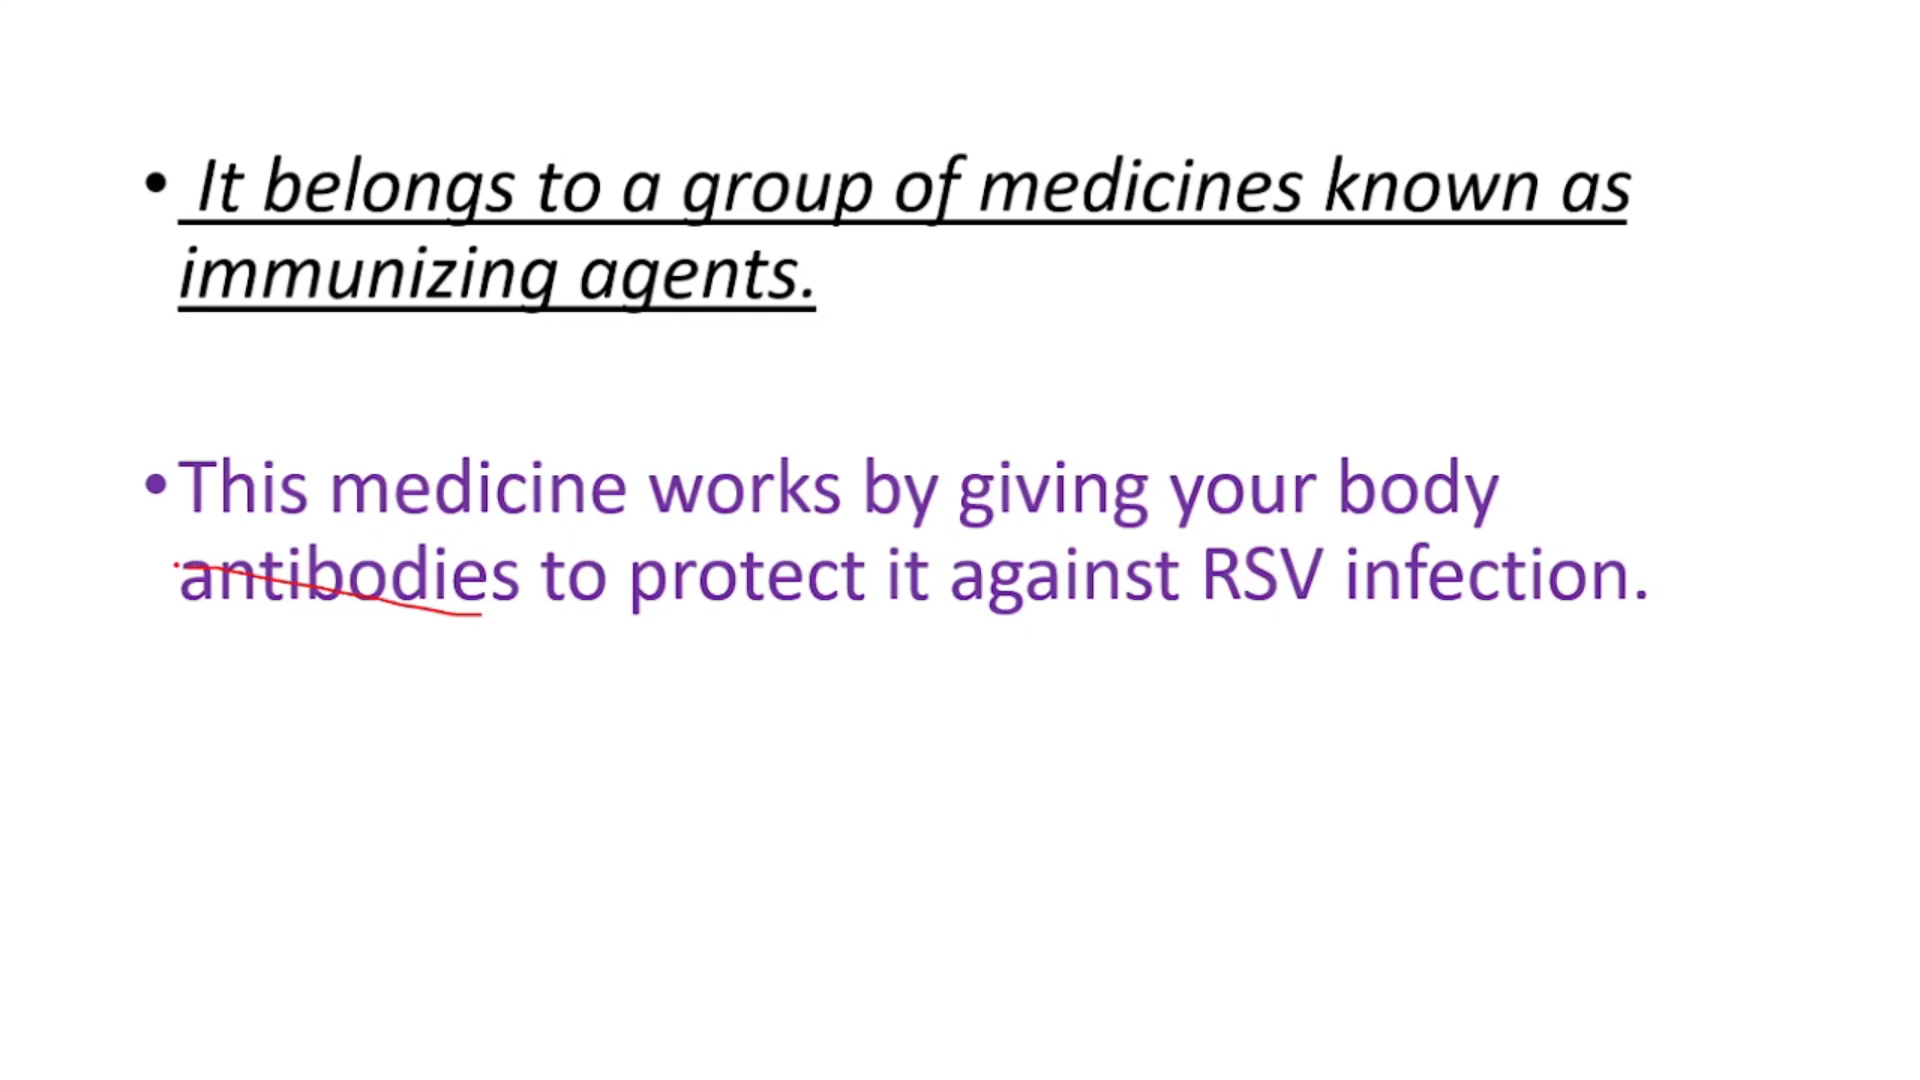 • It belongs to a group of medicines known as
immunizing agents.
• This medicine works by giving your body
antibodies to protect it against RSV infection.